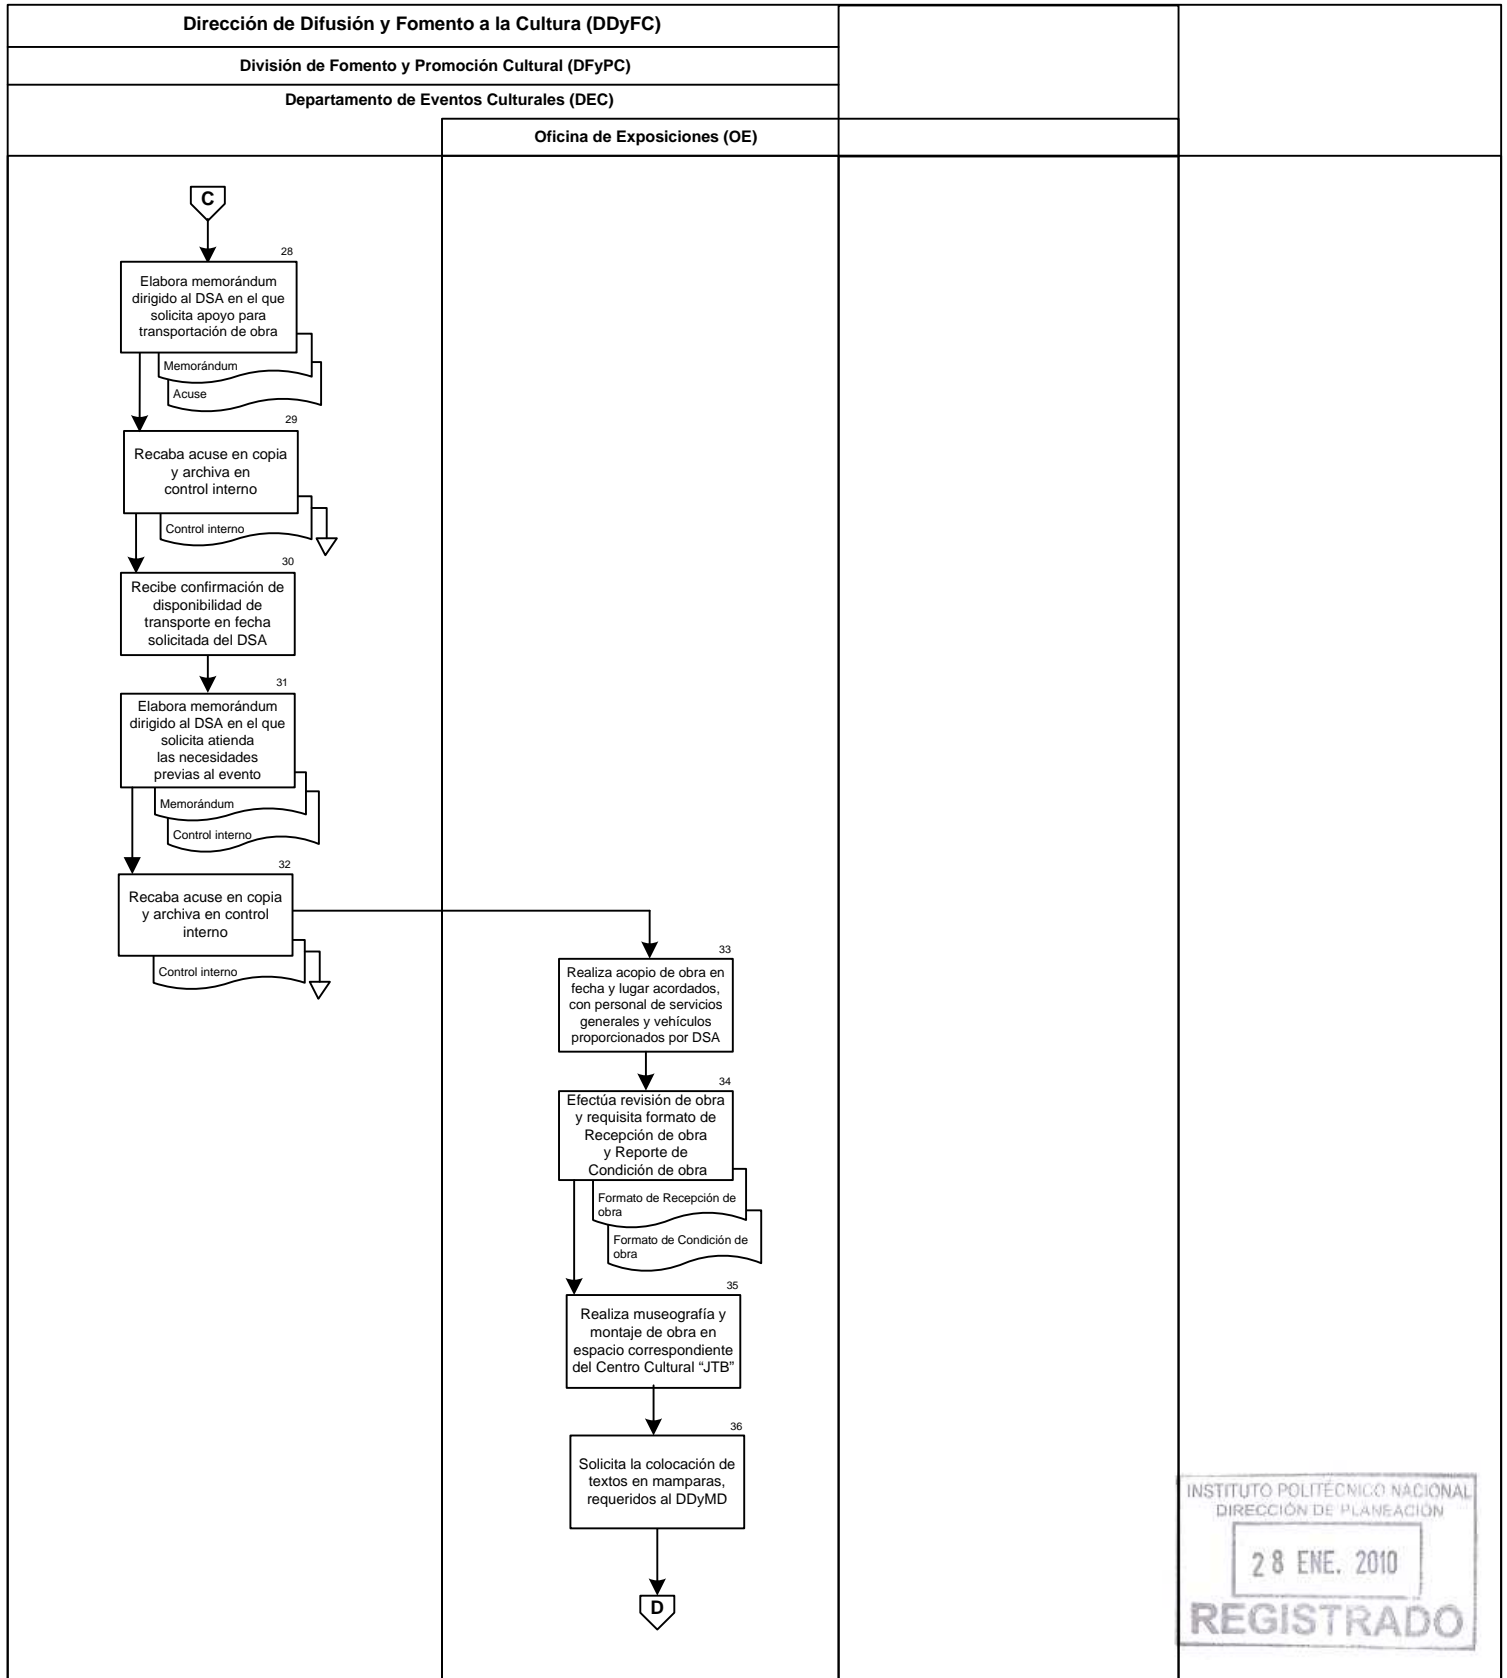 Dirección de Difusión y Fomento a la Cultura (DDyFC)
División de Fomento y Promoción Cultural (DFyPC)
Departamento de Eventos Culturales (DEC)
Oficina de Exposiciones (OE)
C
28
Elabora memorándum
dirigido al DSA en el que
solicita apoyo para
transportación de obra
Memorándum
Acuse
29
Recaba acuse en copia
y archiva en
control interno
Control interno
30
Recibe confirmación de
disponibilidad de
transporte en fecha
solicitada del DSA
31
Elabora memorándum
dirigido al DSA en el que
solicita atienda
las necesidades
previas al evento
Memorándum
Control interno
32
Recaba acuse en copia
y archiva en control
interno
Control interno
33
Realiza acopio de obra en
fecha y lugar acordados,
con personal de servicios
generales y vehículos
proporcionados por DSA
34
Efectúa revisión de obra
y requisita formato de
Recepción de obra
y Reporte de
Condición de obra
Formato de Recepción de
obra
Formato de Condición de
obra
35
Realiza museografía y
montaje de obra en
espacio correspondiente
del Centro Cultural “JTB”
36
Solicita la colocación de
textos en mamparas,
requeridos al DDyMD
D
INSTITUTO POLITÉCNICO NACIONAL
DIRECCIÓN DE PLANEACIÓN
28 ENE. 2010
REGISTRADO